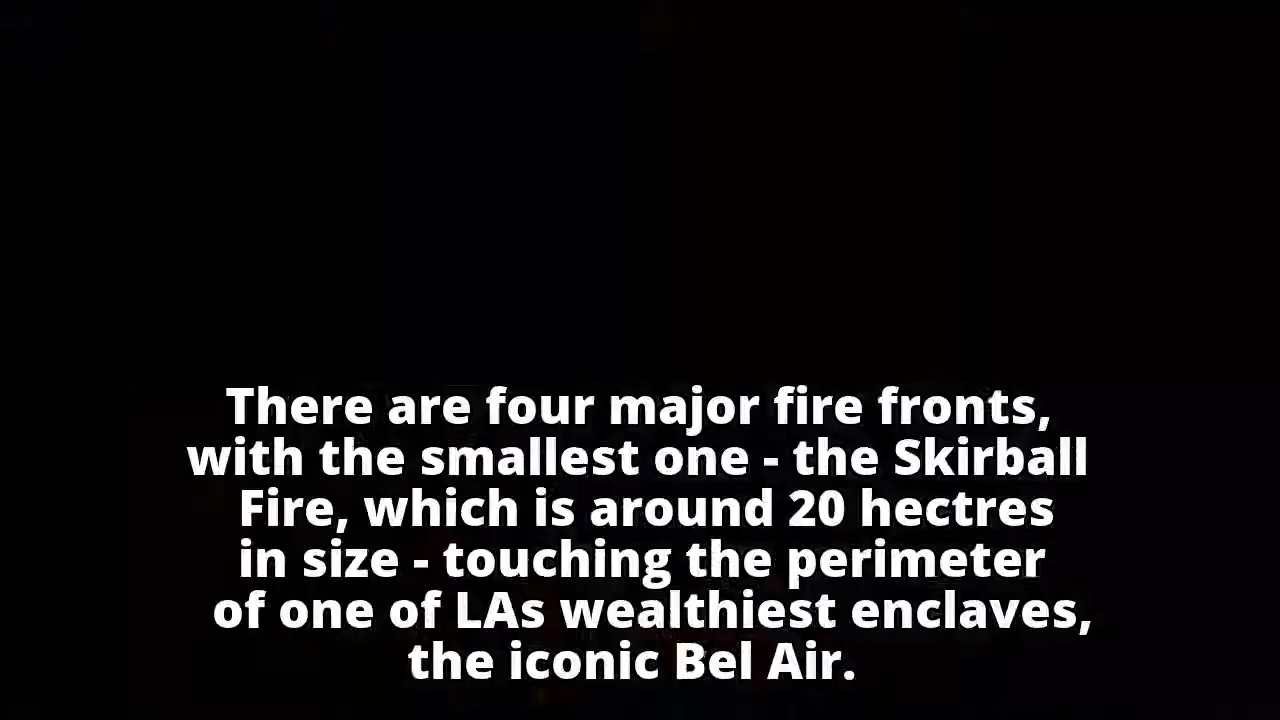 There are four major fire fronts,
with the smallest one - the Skirball
Fire, which is around 20 hectres
in size - touching the perimeter
of one of LAs wealthiest enclaves,
the iconic Bel Air.